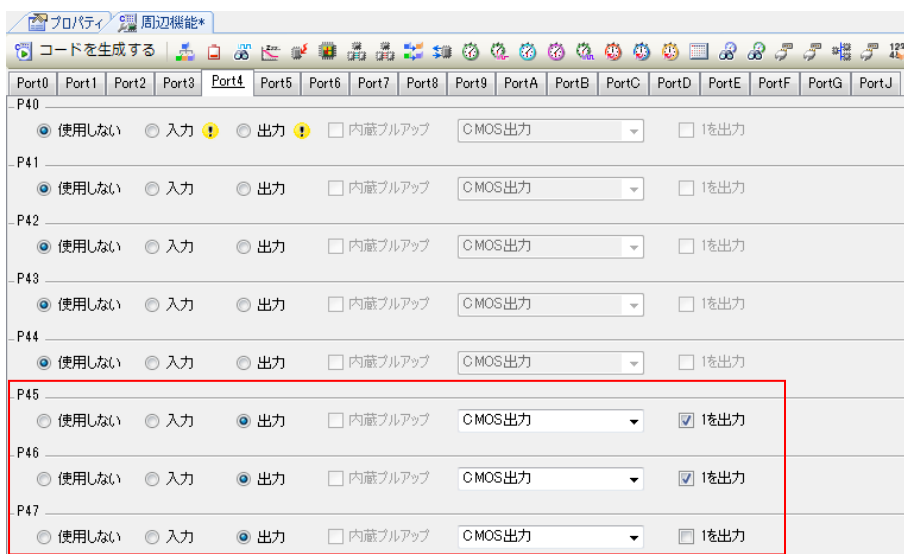 プロパティ 周辺機能*
コードを生成する
Port0 Port1 Port2 Port3 Port4 Port5 Port6 Port7 Port8 Port9 PortA PortB PortC PortD PortE PortF PortG PortJ
P40
使用しない 入力 出力 内蔵プルアップ CMOS出力 1を出力
P41
使用しない 入力 出力 内蔵プルアップ CMOS出力 1を出力
P42
使用しない 入力 出力 内蔵プルアップ CMOS出力 1を出力
P43
使用しない 入力 出力 内蔵プルアップ CMOS出力 1を出力
P44
使用しない 入力 出力 内蔵プルアップ CMOS出力 1を出力
P45
使用しない 入力 出力 内蔵プルアップ CMOS出力 1を出力
P46
使用しない 入力 出力 内蔵プルアップ CMOS出力 1を出力
P47
使用しない 入力 出力 内蔵プルアップ CMOS出力 1を出力